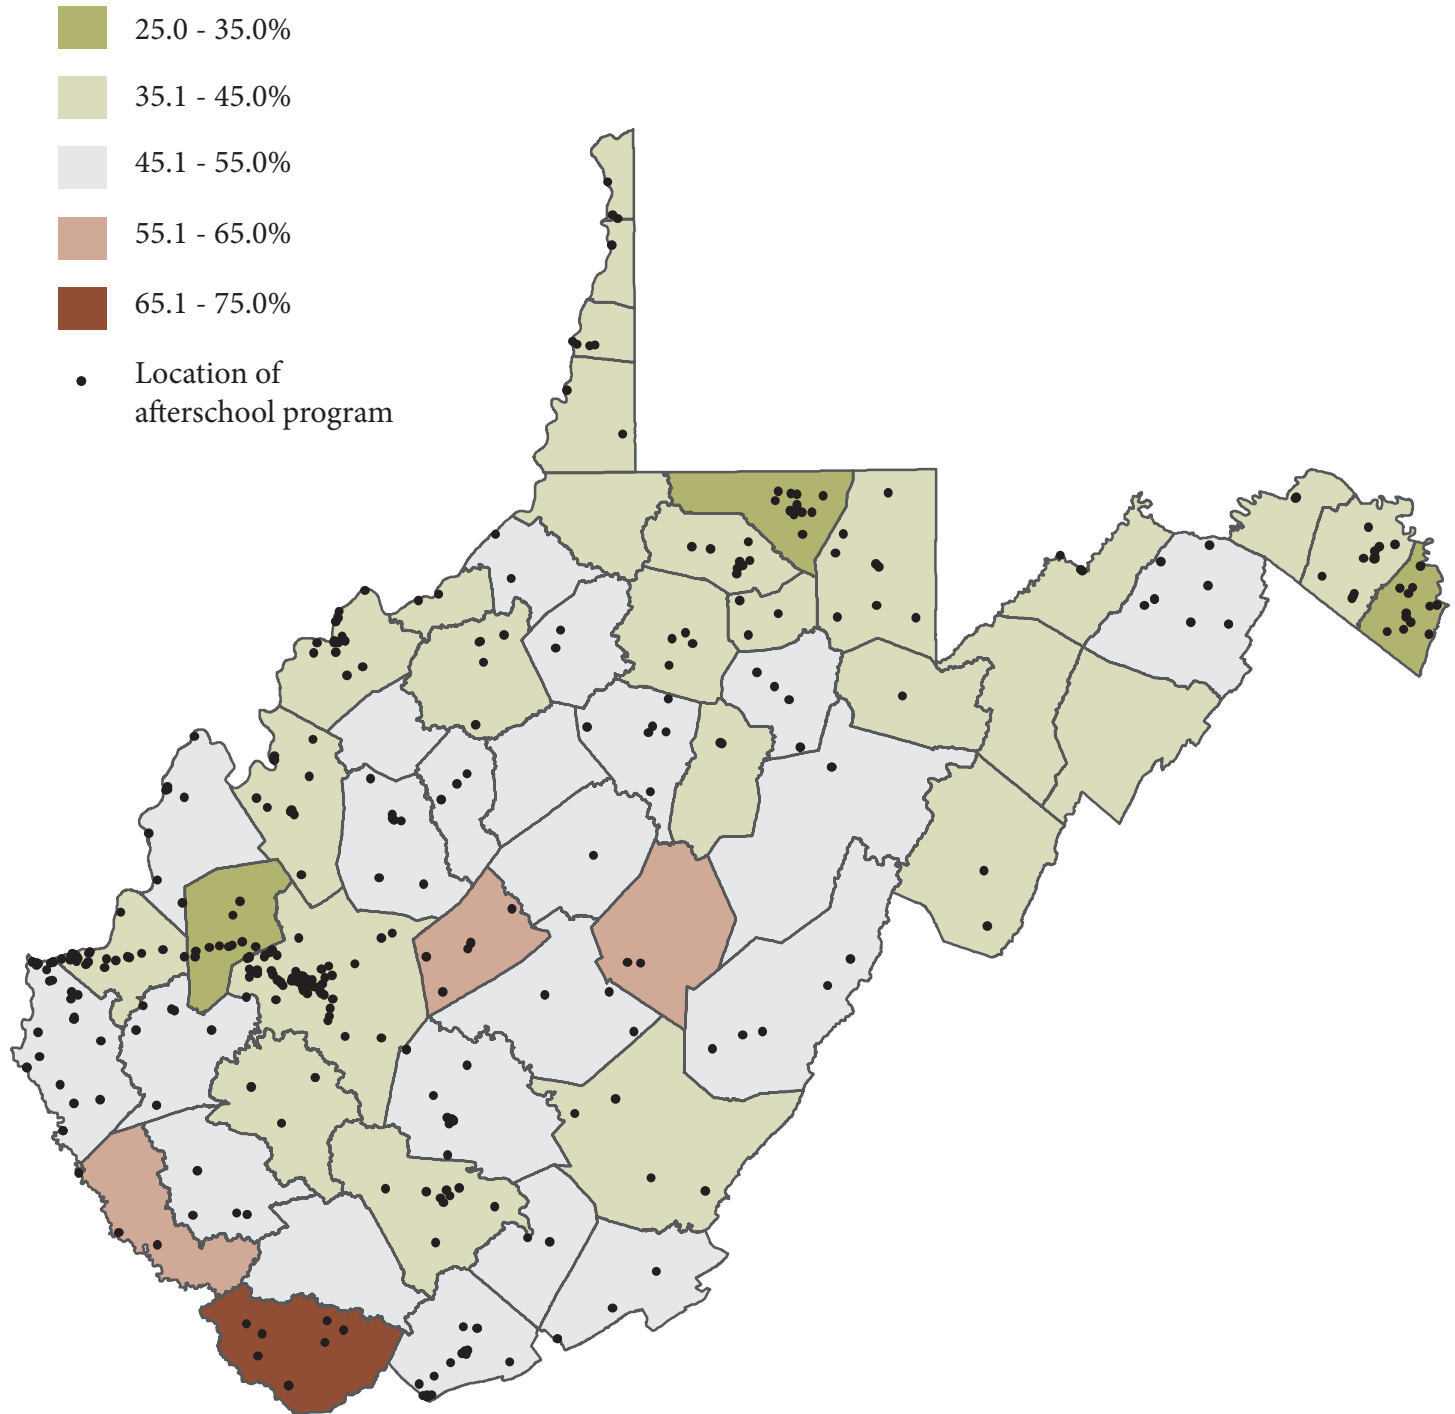 25.0 - 35.0%
35.1 - 45.0%
45.1 - 55.0%
55.1 - 65.0%
65.1 - 75.0%
Location of
afterschool program